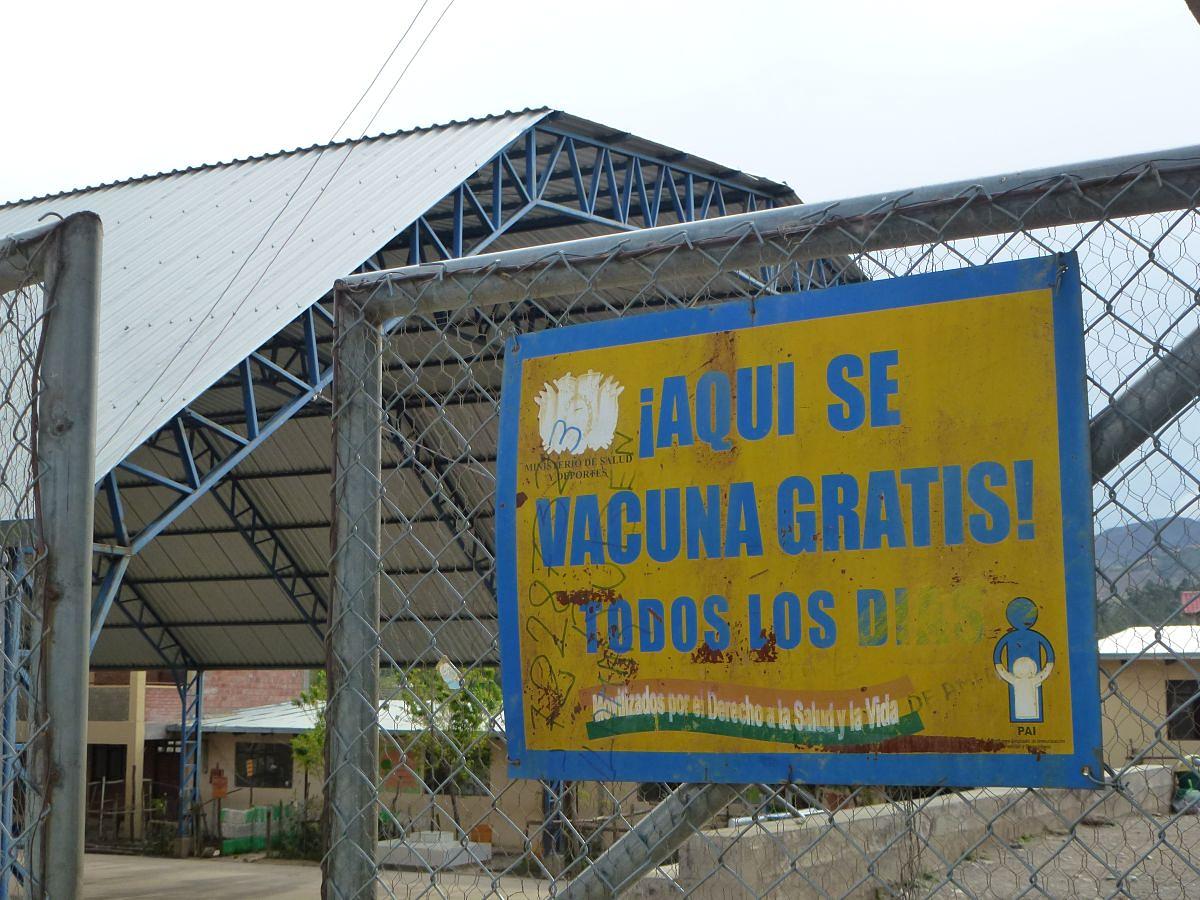 ¡AQUI SE
MINISTERIO DE SALUD
Y DEPORTES
VACUNA GRATIS!
TODOS LOS DIAS
Movilizados por el Derecho a la Salud y la Vida
PAI